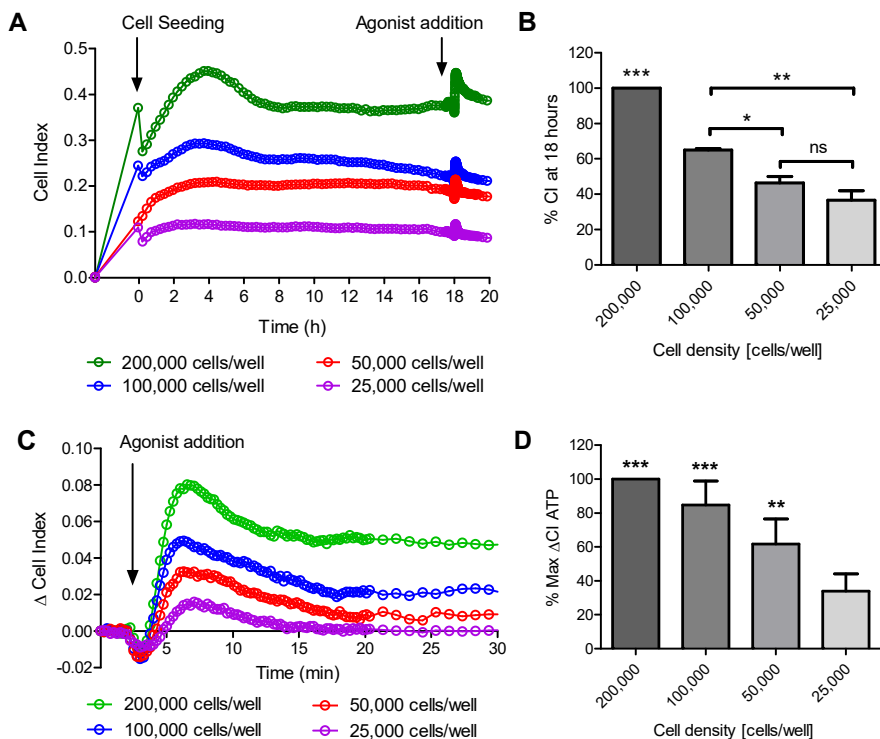 A
Cell Seeding
Agonist addition
0.5
0.4
0.3
0.2
0.1
0.0
Cell Index
0 2 4 6 8 10 12 14 16 18 20
Time (h)
200,000 cells/well
50,000 cells/well
100,000 cells/well
25,000 cells/well
B
120
100
80
60
40
20
0
% CI at 18 hours
***
**
*
ns
200,000
100,000
50,000
25,000
Cell density [cells/well]
C
Agonist addition
0.10
0.08
0.06
0.04
0.02
0.00
-0.02
Δ Cell Index
5 10 15 20 25 30
Time (min)
200,000 cells/well
50,000 cells/well
100,000 cells/well
25,000 cells/well
D
120
100
80
60
40
20
0
% Max ΔCI ATP
***
***
**
200,000
100,000
50,000
25,000
Cell density [cells/well]